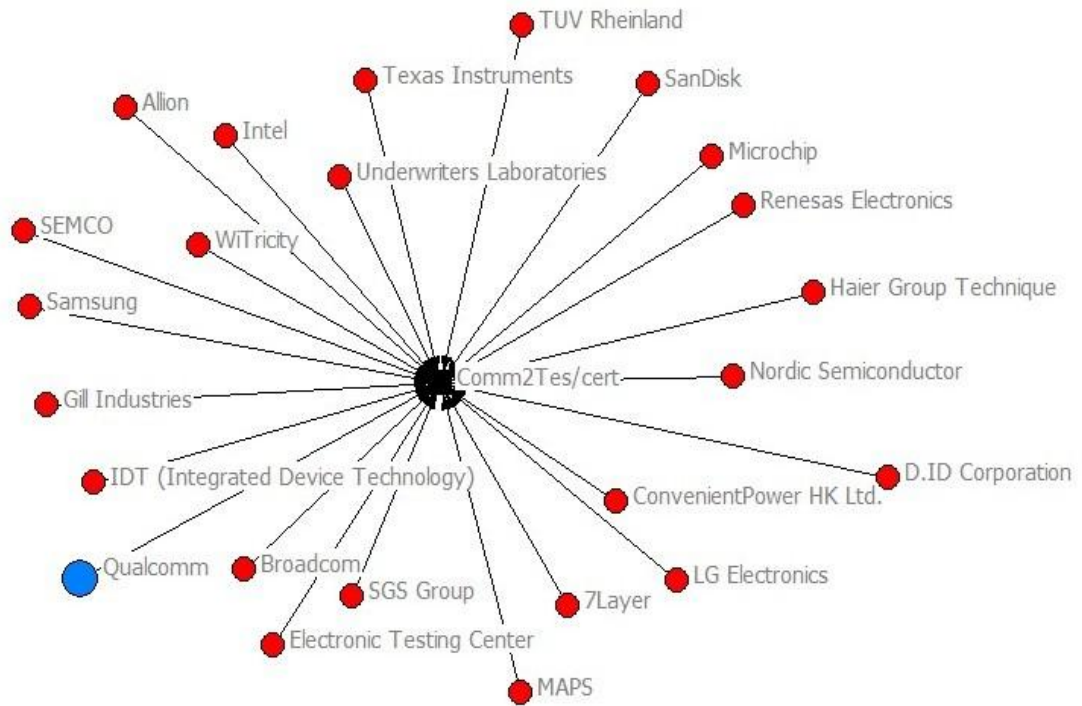 TUV Rheinland
Texas Instruments
SanDisk
Allion
Intel
Microchip
Underwriters Laboratories
Renesas Electronics
SEMCO
WiTricity
Haier Group Technique
Samsung
Nordic Semiconductor
Comm2Tes/cert
Gill Industries
D.ID Corporation
IDT (Integrated Device Technology)
ConvenientPower HK Ltd.
Qualcomm
Broadcom
LG Electronics
SGS Group
7Layer
Electronic Testing Center
MAPS